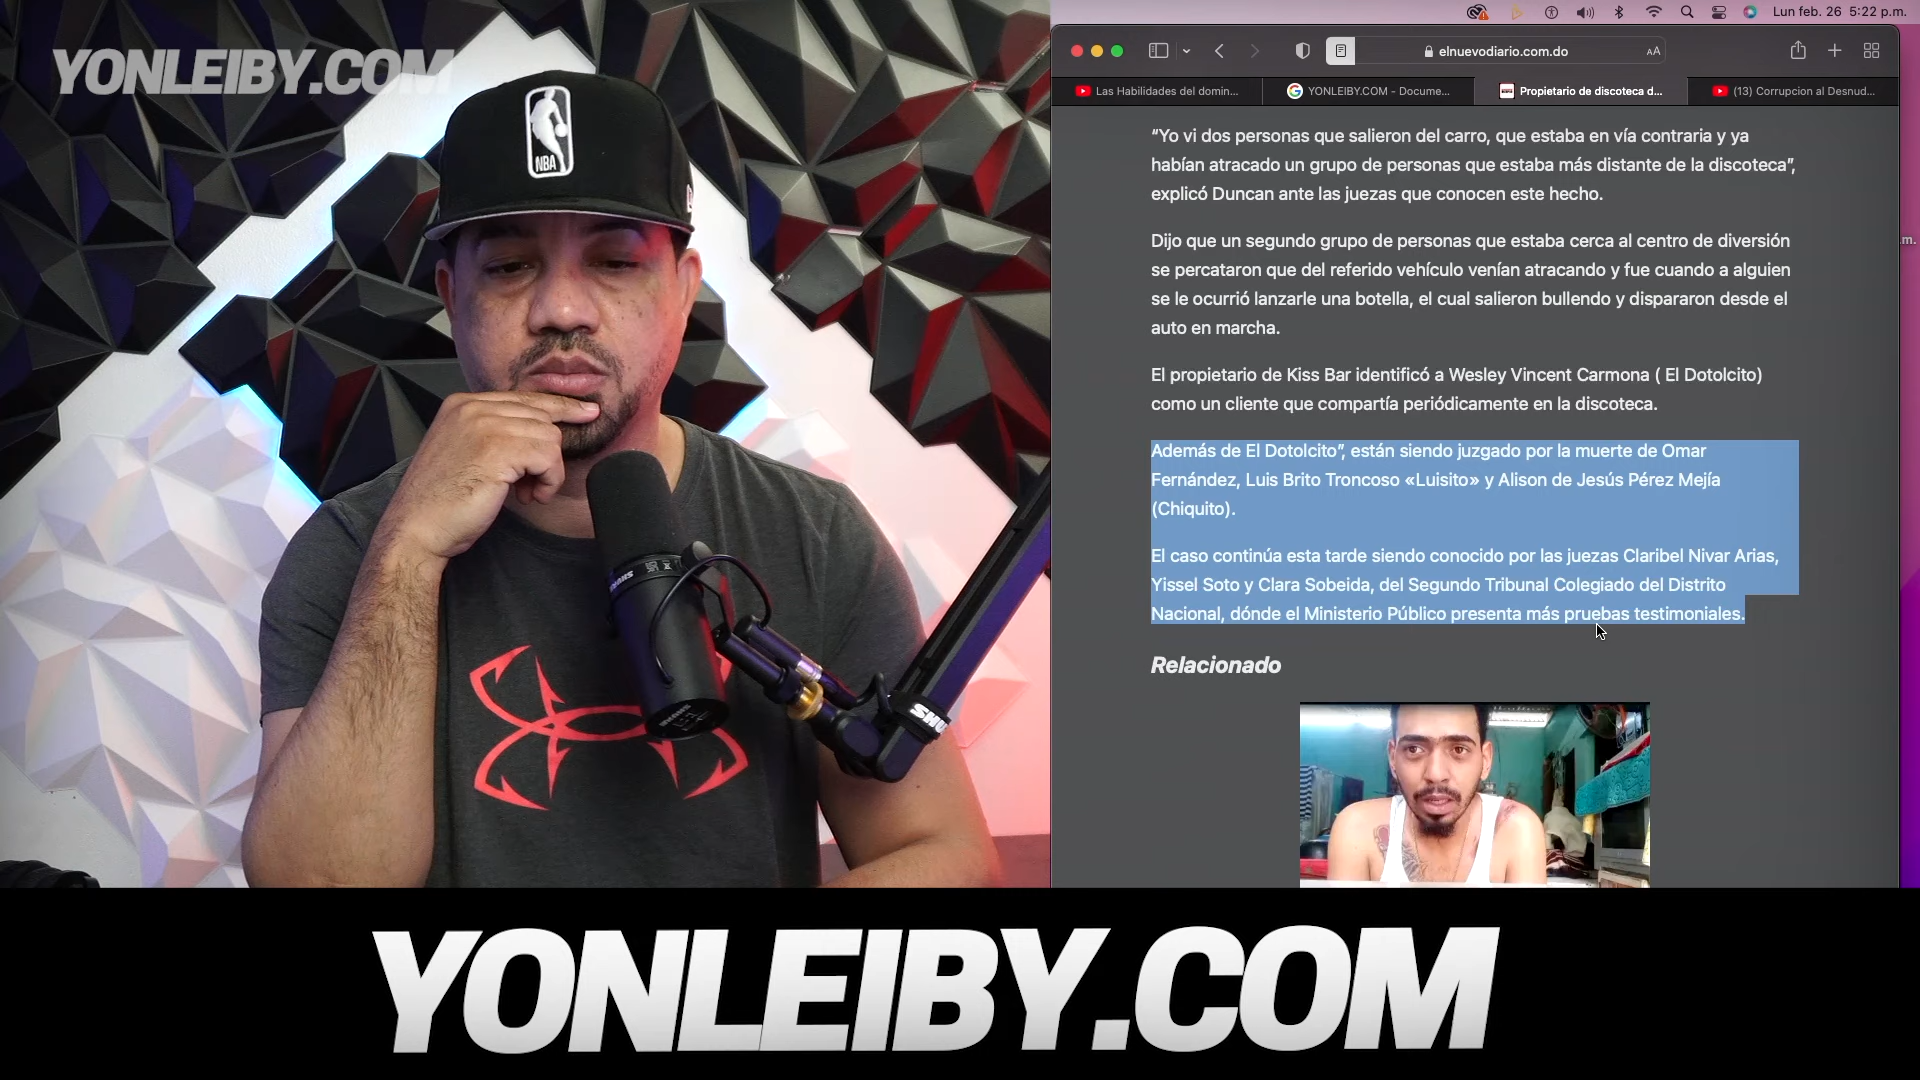 YONLEIBY.COM
Lun feb. 26 5:22 p.m.
elnuevodiario.com.do
AA
Las Habilidades del domin...
YONLEIBY.COM - Docume...
Propietario de discoteca d...
(13) Corrupcion al Desnud...
“Yo vi dos personas que salieron del carro, que estaba en vía contraria y ya
habían atracado un grupo de personas que estaba más distante de la discoteca”,
explicó Duncan ante las juezas que conocen este hecho.
Dijo que un segundo grupo de personas que estaba cerca al centro de diversión
se percataron que del referido vehículo venían atracando y fue cuando a alguien
se le ocurrió lanzarle una botella, el cual salieron bullendo y dispararon desde el
auto en marcha.
El propietario de Kiss Bar identificó a Wesley Vincent Carmona ( El Dotolcito)
como un cliente que compartía periódicamente en la discoteca.
Además de El Dotolcito”, están siendo juzgado por la muerte de Omar
Fernández, Luis Brito Troncoso «Luisito» y Alison de Jesús Pérez Mejía
(Chiquito).
El caso continúa esta tarde siendo conocido por las juezas Claribel Nivar Arias,
Yissel Soto y Clara Sobeida, del Segundo Tribunal Colegiado del Distrito
Nacional, dónde el Ministerio Público presenta más pruebas testimoniales.
Relacionado
NBA
SHURE
.m.
YONLEIBY.COM